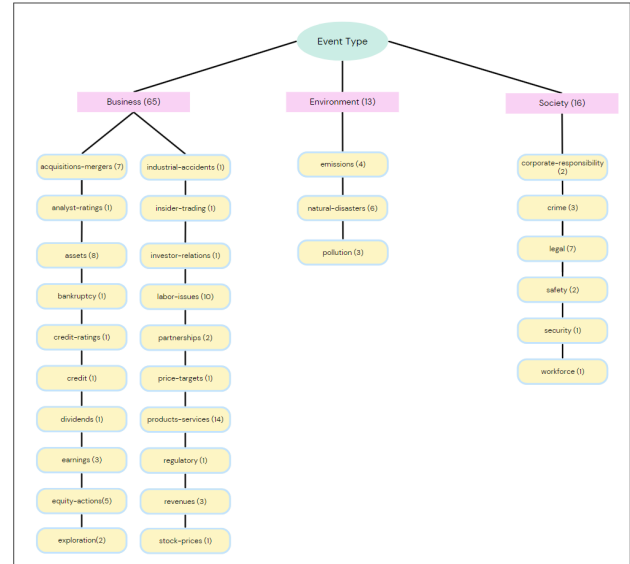 Event Type
Business (65)
Environment (13)
Society (16)
acquisitions-mergers (7)
analyst-ratings (1)
assets (8)
bankruptcy (1)
credit-ratings (1)
credit (1)
dividends (1)
earnings (3)
equity-actions(5)
exploration(2)
industrial-accidents (1)
insider-trading (1)
investor-relations (1)
labor-issues (10)
partnerships (2)
price-targets (1)
products-services (14)
regulatory (1)
revenues (3)
stock-prices (1)
emissions (4)
natural-disasters (6)
pollution (3)
corporate-responsibility
(2)
crime (3)
legal (7)
safety (2)
security (1)
workforce (1)